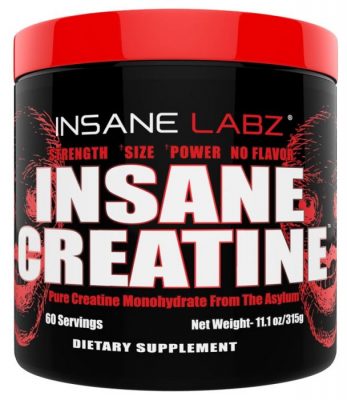 INSANE LABZ®
STRENGTH +SIZE +POWER NO FLAVOR
INSANE
CREATINE™
Pure Creatine Monohydrate From The Asylum
60 Servings
Net Weight- 11.1 oz/315g
DIETARY SUPPLEMENT